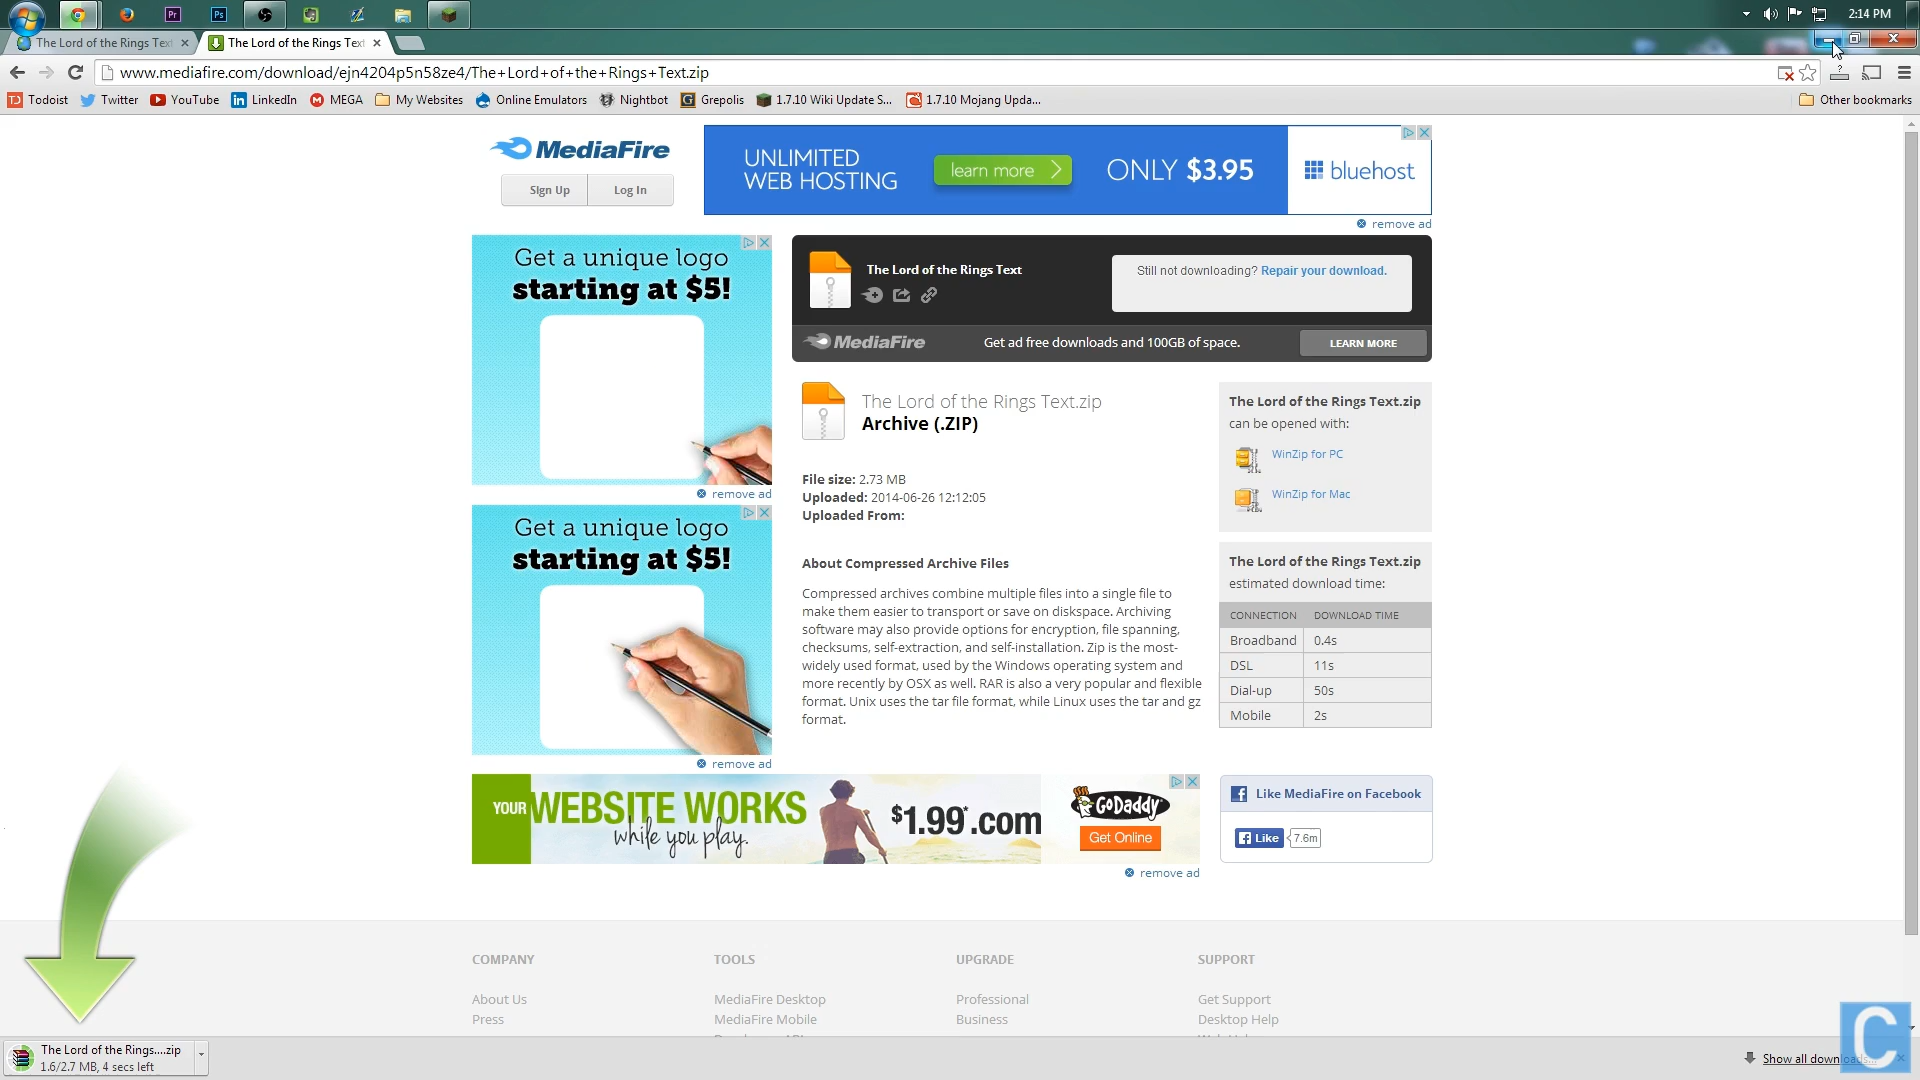 Pr
Ps
2:14 PM
The Lord of the Rings Text
The Lord of the Rings Text
www.mediafire.com/download/ejn4204p5n58ze4/The+Lord+of+the+Rings+Text.zip
Todoist
Twitter
YouTube
LinkedIn
MEGA
My Websites
Online Emulators
Nightbot
Grepolis
1.7.10 Wiki Update S...
1.7.10 Mojang Upda...
Other bookmarks
MediaFire
Sign Up
Log In
UNLIMITED
WEB HOSTING
learn more
ONLY $3.95
bluehost
remove ad
Get a unique logo
starting at $5!
remove ad
The Lord of the Rings Text
Still not downloading? Repair your download.
MediaFire
Get ad free downloads and 100GB of space.
LEARN MORE
The Lord of the Rings Text.zip
Archive (.ZIP)
File size: 2.73 MB
Uploaded: 2014-06-26 12:12:05
Uploaded From:
About Compressed Archive Files
Compressed archives combine multiple files into a single file to
make them easier to transport or save on diskspace. Archiving
software may also provide options for encryption, file spanning,
checksums, self-extraction, and self-installation. Zip is the most-
widely used format, used by the Windows operating system and
more recently by OSX as well. RAR is also a very popular and flexible
format. Unix uses the tar file format, while Linux uses the tar and gz
format.
The Lord of the Rings Text.zip
can be opened with:
WinZip for PC
WinZip for Mac
The Lord of the Rings Text.zip
estimated download time:
CONNECTION DOWNLOAD TIME
Broadband 0.4s
DSL 11s
Dial-up 50s
Mobile 2s
Get a unique logo
starting at $5!
remove ad
YOUR WEBSITE WORKS
while you play.
$1.99*.com
GoDaddy
Get Online
remove ad
Like MediaFire on Facebook
Like
7.6m
COMPANY
About Us
Press
TOOLS
MediaFire Desktop
MediaFire Mobile
UPGRADE
Professional
Business
SUPPORT
Get Support
Desktop Help
The Lord of the Rings....zip
1.6/2.7 MB, 4 secs left
Show all downloads...
C